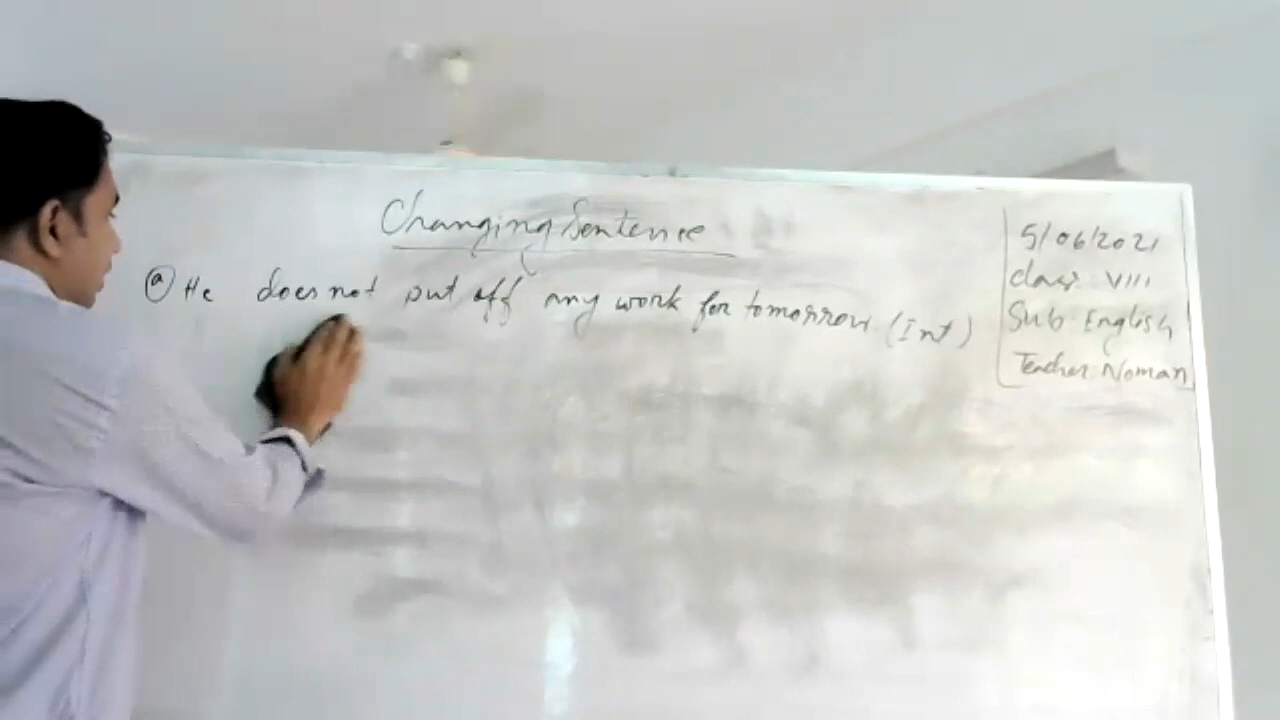 Changing Sentence
(a) He does not put off any work for tomorrow (Int)
5/06/2021
Class: VIII
Sub: English
Teacher: Noman